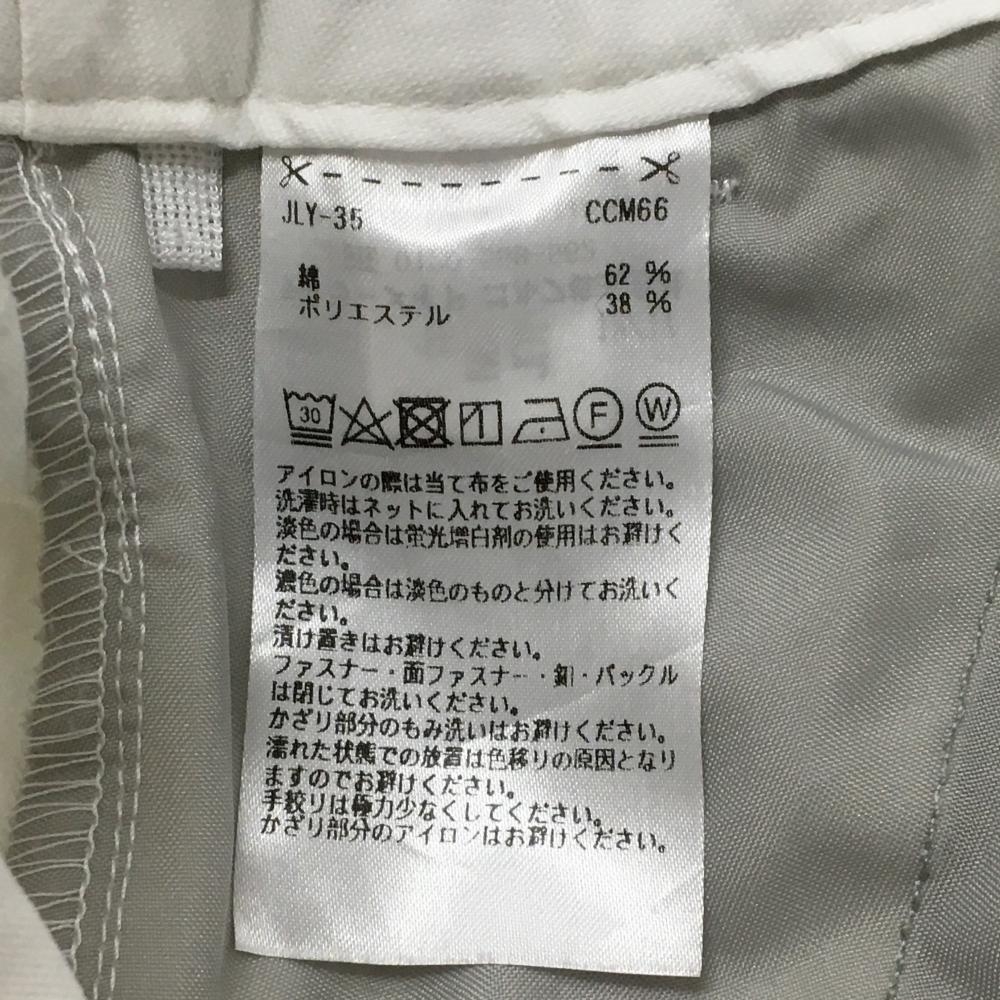 JLY-35 CCM66
綿 62 %
ポリエステル 38 %
30 F W
アイロンの際は当て布をご使用ください。
洗濯時はネットに入れてお洗いください。
淡色の場合は蛍光増白剤の使用はお避けく
ださい。
濃色の場合は淡色のものと分けてお洗いく
ださい。
漬け置きはお避けください。
ファスナー・面ファスナー・釦・バックル
は閉じてお洗いください。
かざり部分のもみ洗いはお避けください。
濡れた状態での放置は色移りの原因となり
ますのでお避けください。
手絞りは極力少なくしてください。
かざり部分のアイロンはお避けください。